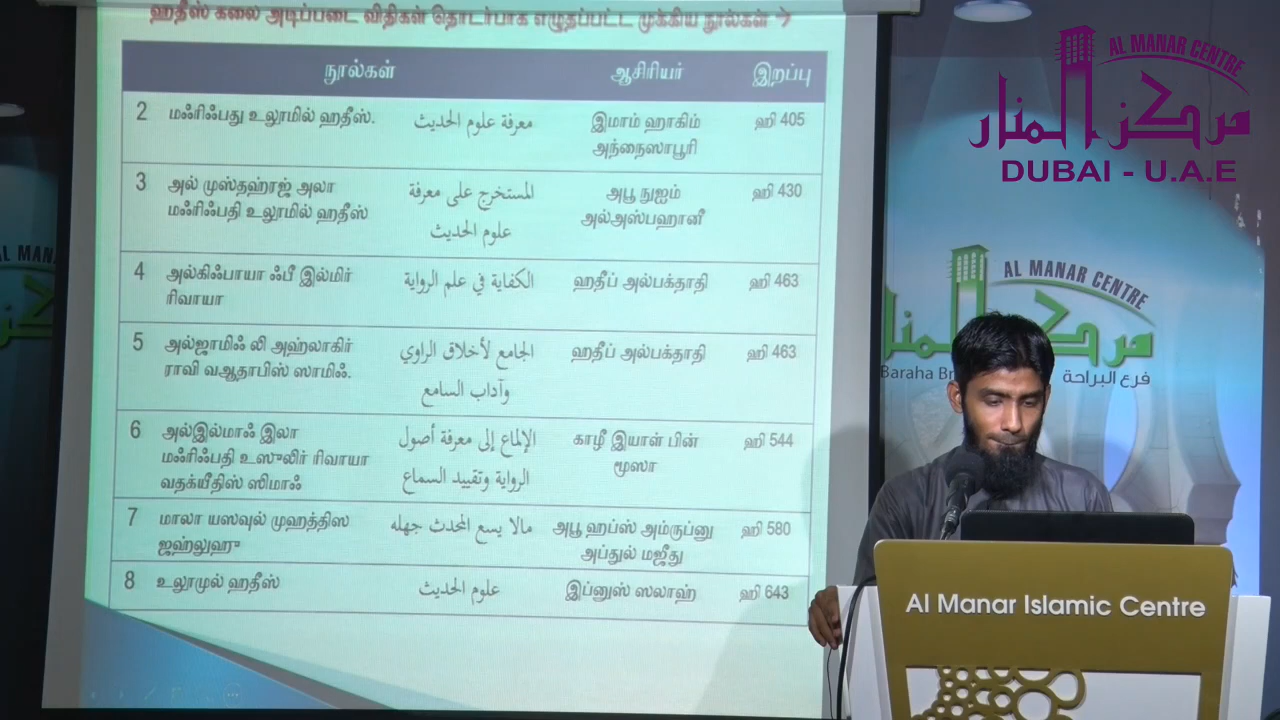 ஹதீஸ் கலை அடிப்படை விதிகள் தொடர்பாக எழுதப்பட்ட முக்கிய நூல்கள் →
நூல்கள் ஆசிரியர் இறப்பு
2 மஃரிஃபது உலூமில் ஹதீஸ். معرفة علوم الحديث இமாம் ஹாகிம் ஹி 405
அந்நைஸாபூரி
3 அல் முஸ்தஹ்ரஜ் அலா المستخرج على معرفة அபூ நுஐம் ஹி 430
மஃரிஃபதி உலூமில் ஹதீஸ் علوم الحديث அல்அஸ்பஹானீ
4 அல்கிஃபாயா ஃபீ இல்மிர் الكفاية في علم الرواية ஹதீப் அல்பக்தாதி ஹி 463
ரிவாயா
5 அல்ஜாமிஃ லி அஹ்லாகிர் الجامع لأخلاق الراوي ஹதீப் அல்பக்தாதி ஹி 463
ராவி வஆதாபிஸ் ஸாமிஃ. وآداب السامع
6 அல்இல்மாஃ இலா الإلماع إلى معرفة أصول காழீ இயாள் பின் ஹி 544
மஃரிஃபதி உஸுலிர் ரிவாயா الرواية وتقييد السماع மூஸா
வதக்யீதிஸ் ஸிமாஃ
7 மாலா யஸவுல் முஹத்திஸ مالا يسع المحدث جهله அபூ ஹப்ஸ் அம்ருப்னு ஹி 580
ஜஹ்லுஹு அப்துல் மஜீது
8 உலூமுல் ஹதீஸ் علوم الحديث இப்னுஸ் ஸலாஹ் ஹி 643
AL MANAR CENTRE
مركز المنار
DUBAI - U.A.E
AL MANAR CENTRE
مركز المنار
Baraha Br
فرع البراحة
AL MANAR
Al Manar Islamic Centre